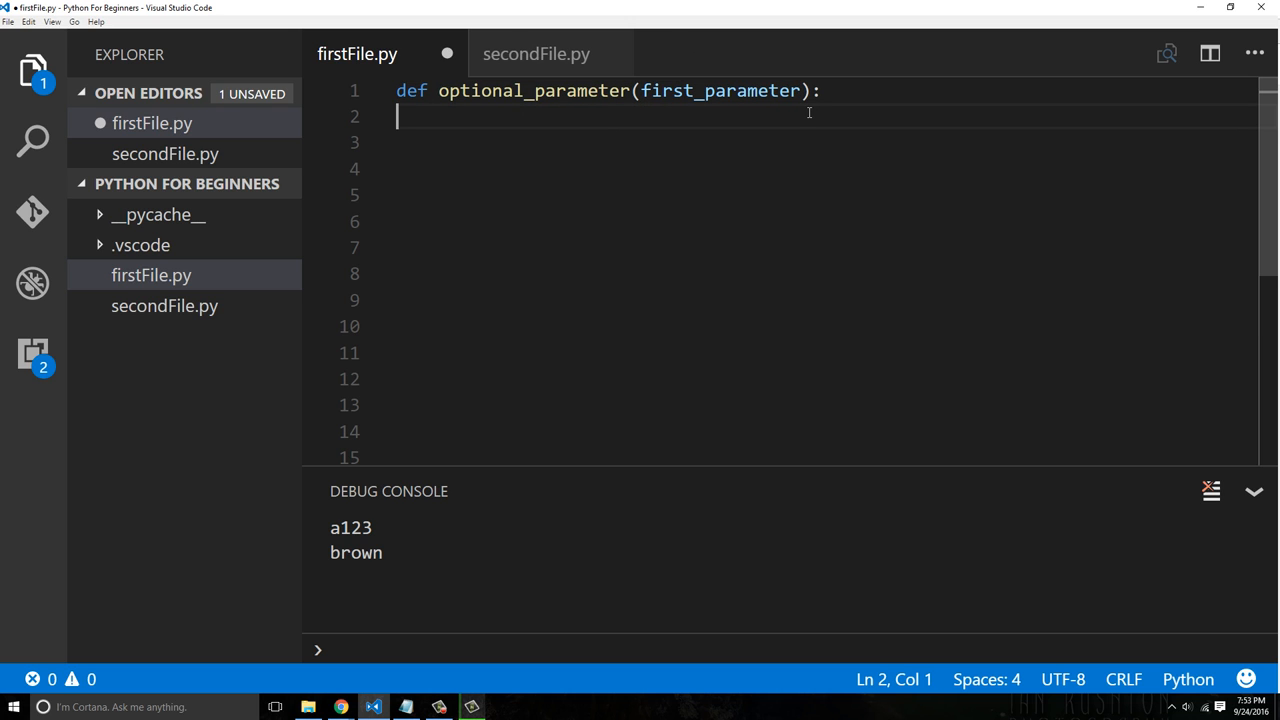 ● firstFile.py - Python For Beginners - Visual Studio Code
File Edit View Go Help
EXPLORER
OPEN EDITORS 1 UNSAVED
firstFile.py
secondFile.py
PYTHON FOR BEGINNERS
__pycache__
.vscode
firstFile.py
secondFile.py
1
2
firstFile.py secondFile.py
1 def optional_parameter(first_parameter):
2
3
4
5
6
7
8
9
10
11
12
13
14
15
DEBUG CONSOLE
a123
brown
0 0 Ln 2, Col 1 Spaces: 4 UTF-8 CRLF Python
I'm Cortana. Ask me anything.
7:53 PM
9/24/2016